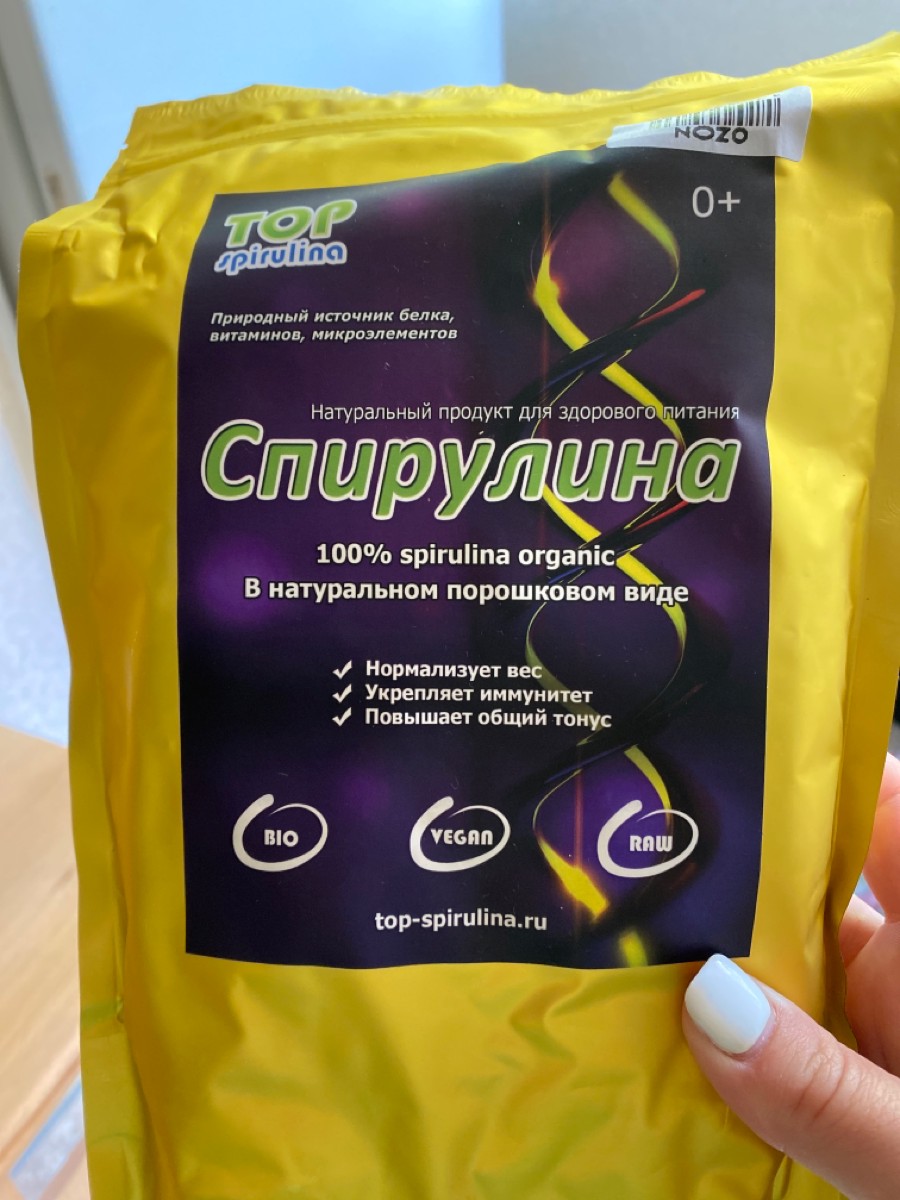 OZON
0+
TOP
spirulina
Природный источник белка,
витаминов, микроэлементов
Натуральный продукт для здорового питания
Спирулина
100% spirulina organic
В натуральном порошковом виде
Нормализует вес
Укрепляет иммунитет
Повышает общий тонус
BIO
VEGAN
RAW
top-spirulina.ru